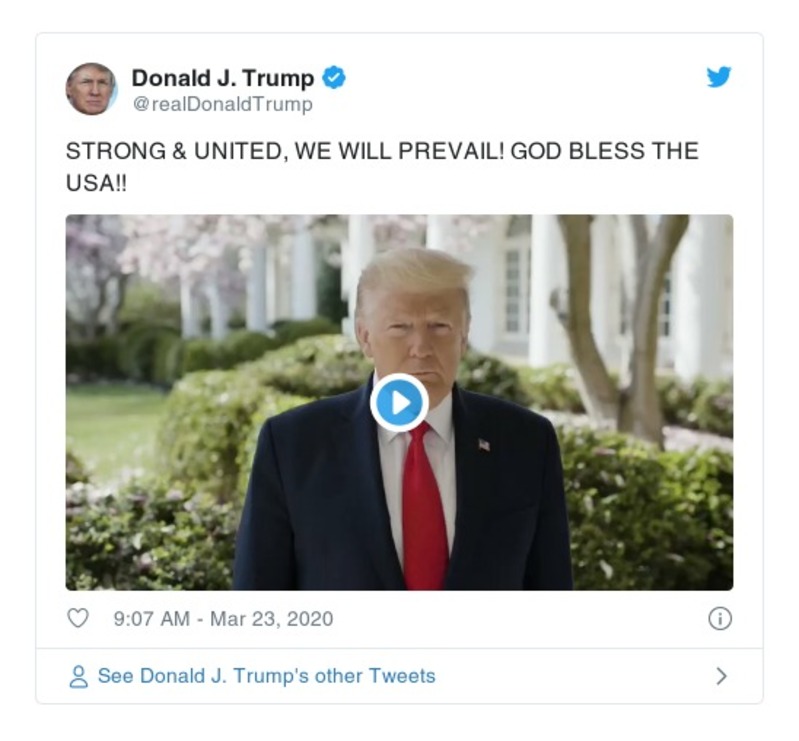 Donald J. Trump
@realDonaldTrump
STRONG & UNITED, WE WILL PREVAIL! GOD BLESS THE
USA!!
9:07 AM - Mar 23, 2020
See Donald J. Trump's other Tweets